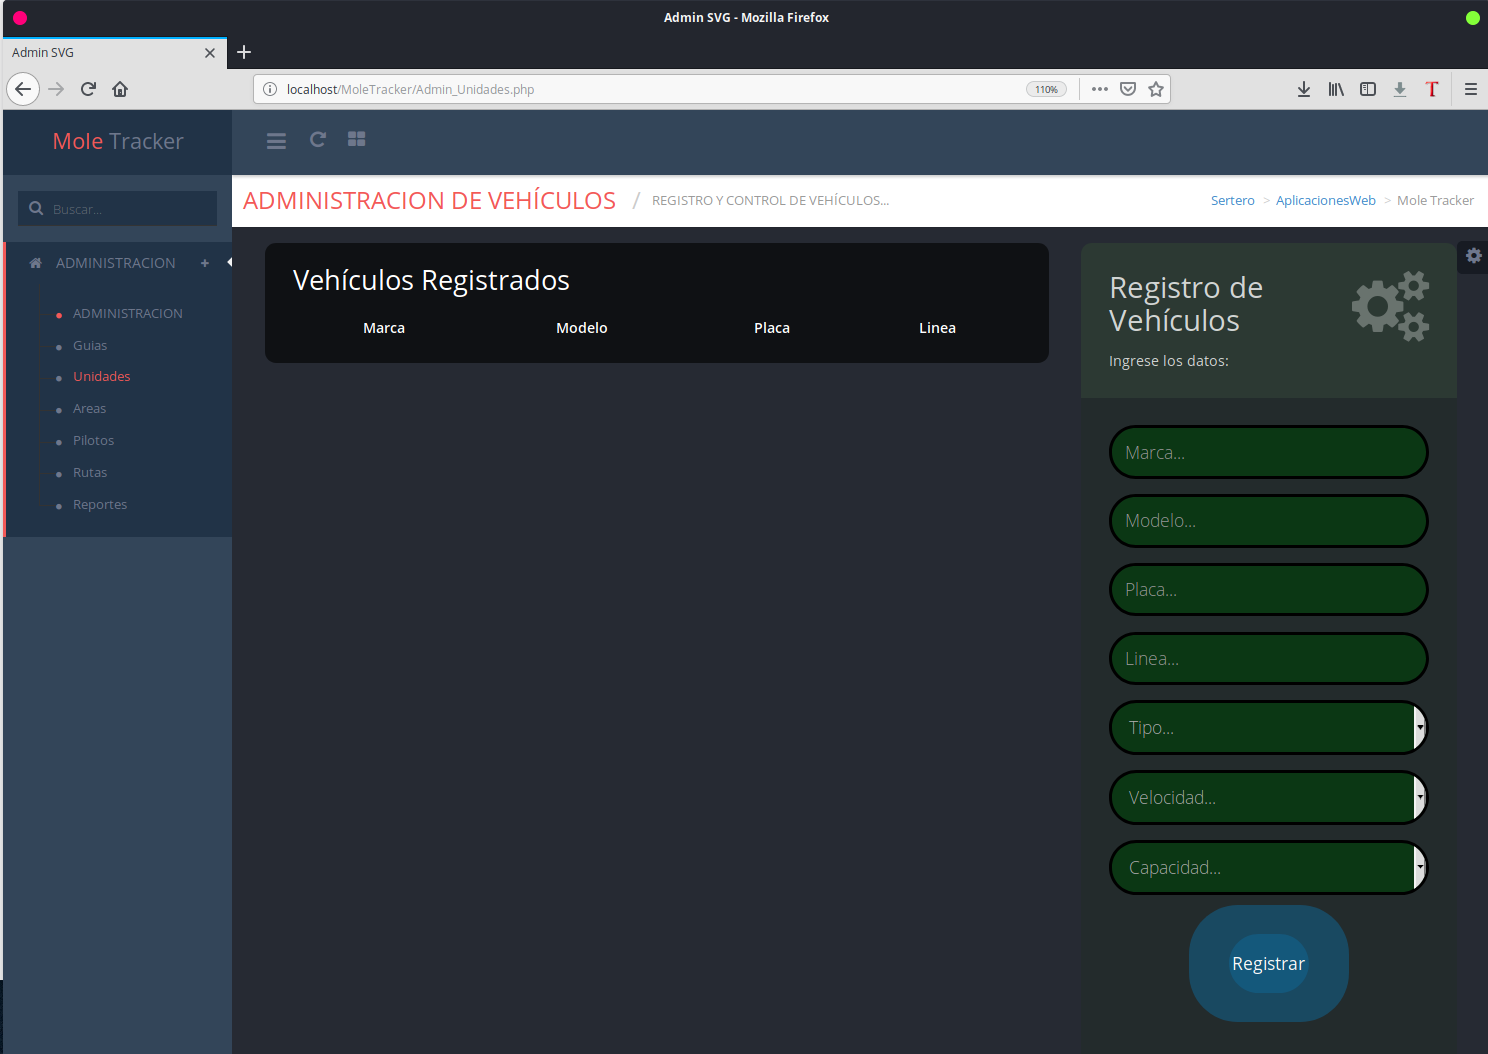 Admin SVG - Mozilla Firefox
Admin SVG
localhost/MoleTracker/Admin_Unidades.php
110%
Mole Tracker
Buscar...
ADMINISTRACION DE VEHÍCULOS / REGISTRO Y CONTROL DE VEHÍCULOS...
Sertero > AplicacionesWeb > Mole Tracker
ADMINISTRACION
ADMINISTRACION
Guias
Unidades
Areas
Pilotos
Rutas
Reportes
Vehículos Registrados
Marca Modelo Placa Linea
Registro de
Vehículos
Ingrese los datos:
Marca...
Modelo...
Placa...
Linea...
Tipo...
Velocidad...
Capacidad...
Registrar